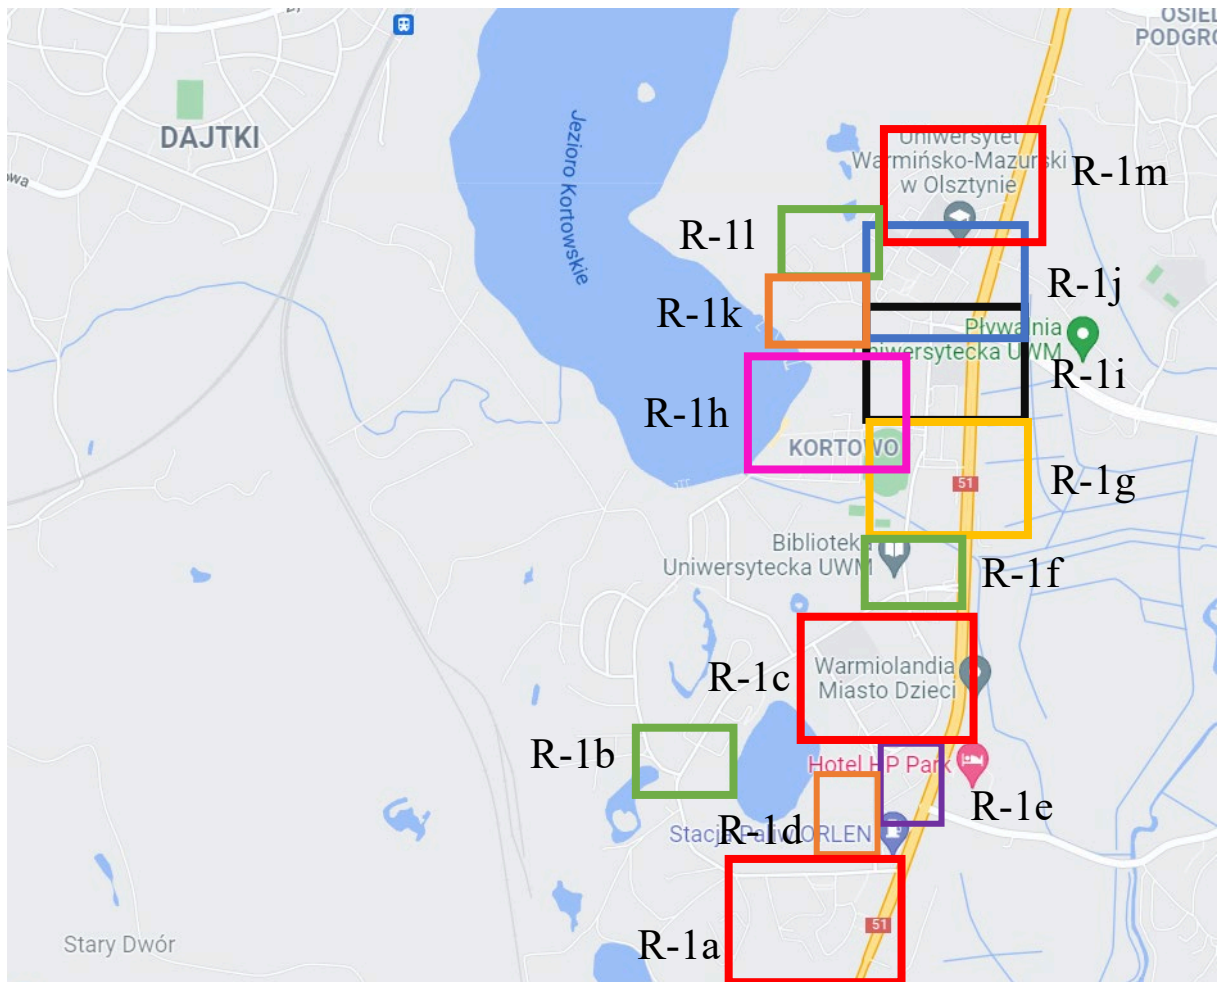 OSIEL
PODGRO
DAJTKI
owa
Jezioro Kortowskie
Uniwersytet
Warmińsko-Mazurski
w Olsztynie
R-1m
R-1l
R-1j
R-1k
Pływalnia
Uniwersytecka UWM
R-1i
R-1h
KORTOWO
51
R-1g
Biblioteka
Uniwersytecka UWM
R-1f
Warmiolandia
Miasto Dzieci
R-1c
R-1b
Hotel HP Park
R-1e
Stacja Paliw ORLEN
R-1d
51
R-1a
Stary Dwór